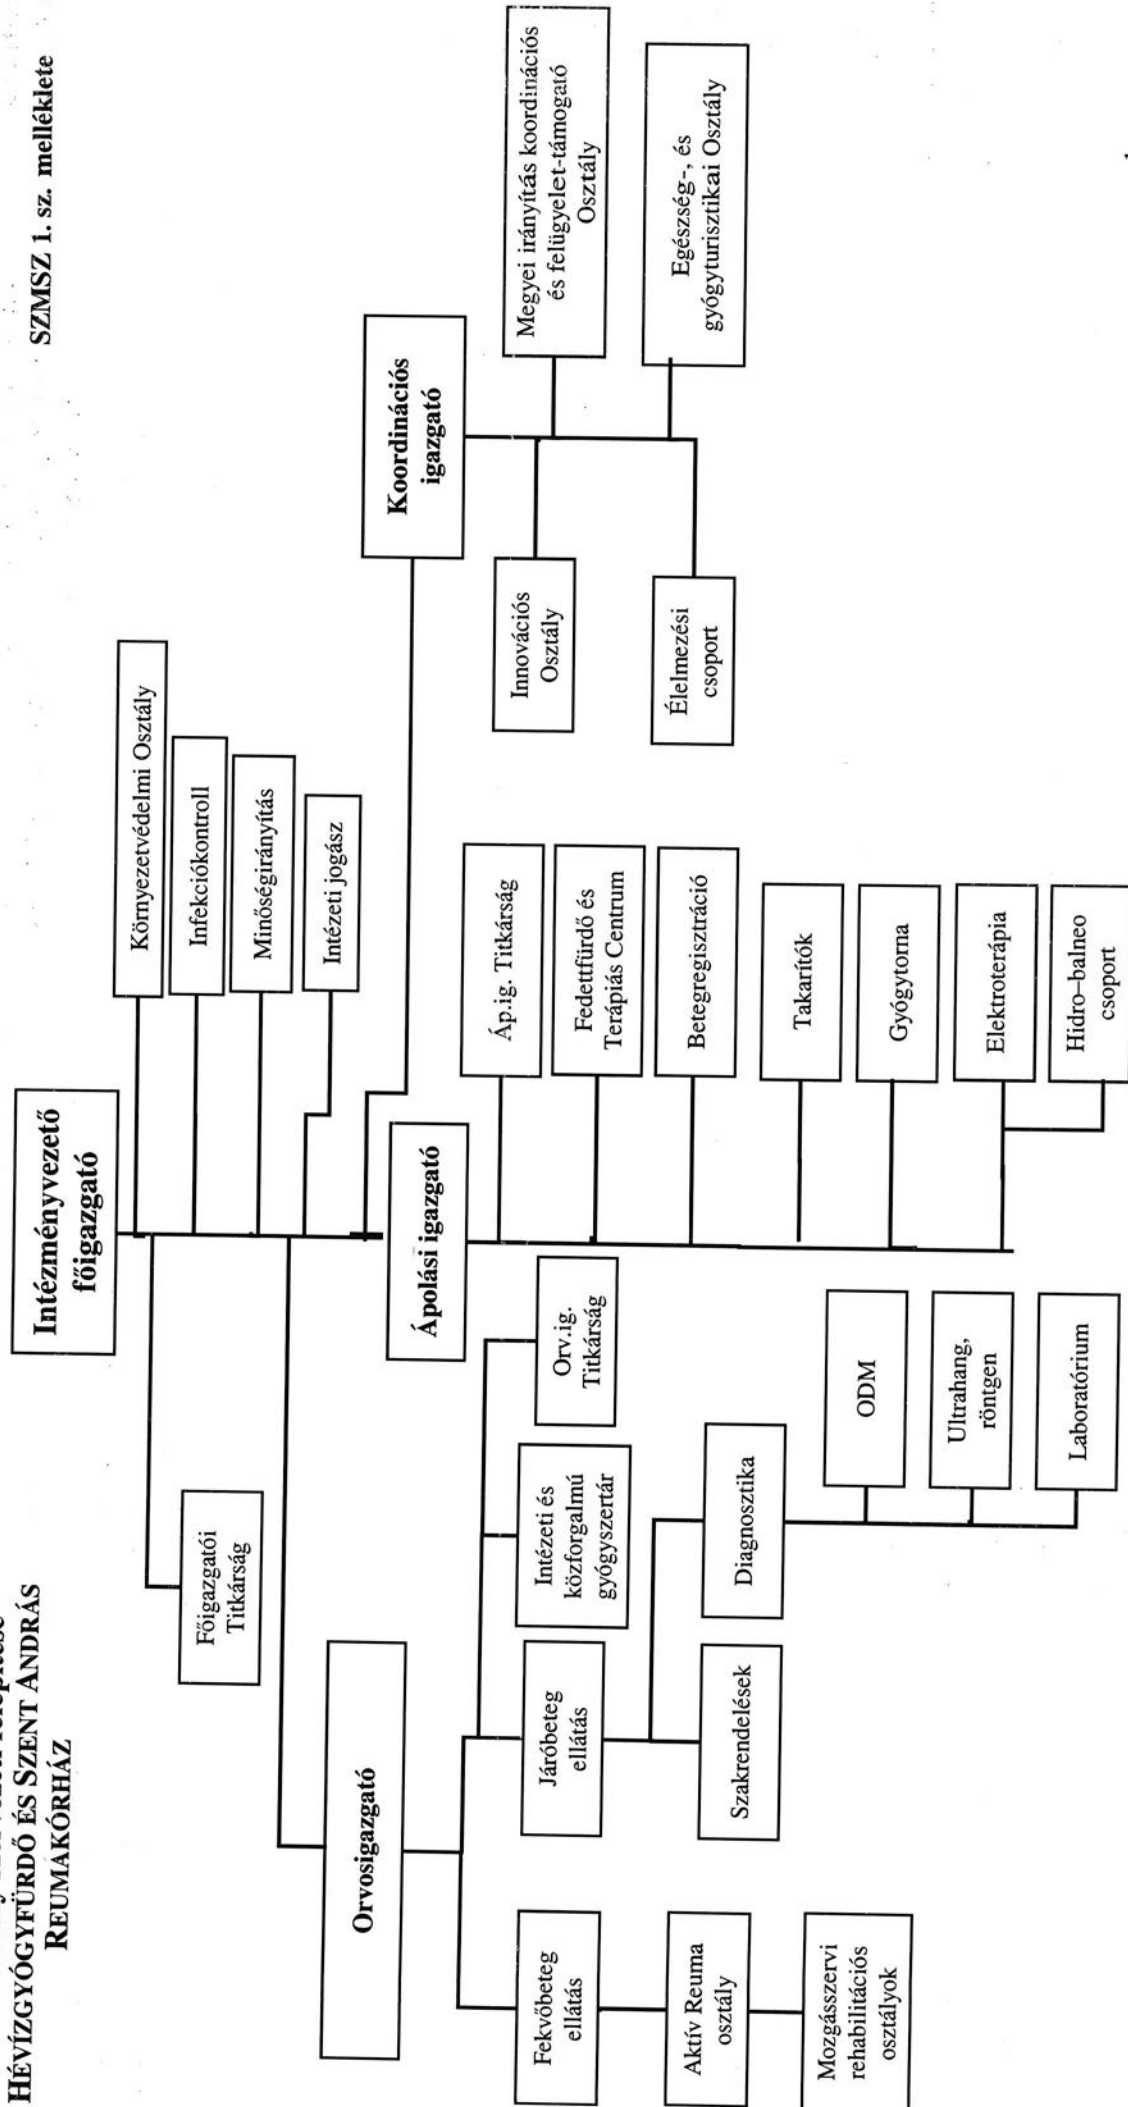 SZMSZ 1. sz. melléklete
HÉVÍZGYÓGYFÜRDŐ ÉS SZENT ANDRÁS
REUMAKÓRHÁZ
Intézményvezető
főigazgató
Környezetvédelmi Osztály
Infekciókontroll
Minőségirányítás
Intézeti jogász
Főigazgatói
Titkárság
Orvosigazgató
Ápolási igazgató
Koordinációs
igazgató
Fekvőbeteg
ellátás
Aktív Reuma
osztály
Mozgásszervi
rehabilitációs
osztályok
Járóbeteg
ellátás
Intézeti és
közforgalmú
gyógyszertár
Orv.ig.
Titkárság
Szakrendelések
Diagnosztika
ODM
Ultrahang,
röntgen
Laboratórium
Áp.ig. Titkárság
Fedettfürdő és
Terápiás Centrum
Betegregisztráció
Takarítók
Gyógytorna
Elektroterápia
Hidro–balneo
csoport
Innovációs
Osztály
Élelmezési
csoport
Megyei irányítás koordinációs
és felügyelet-támogató
Osztály
Egészség-, és
gyógyturisztikai Osztály